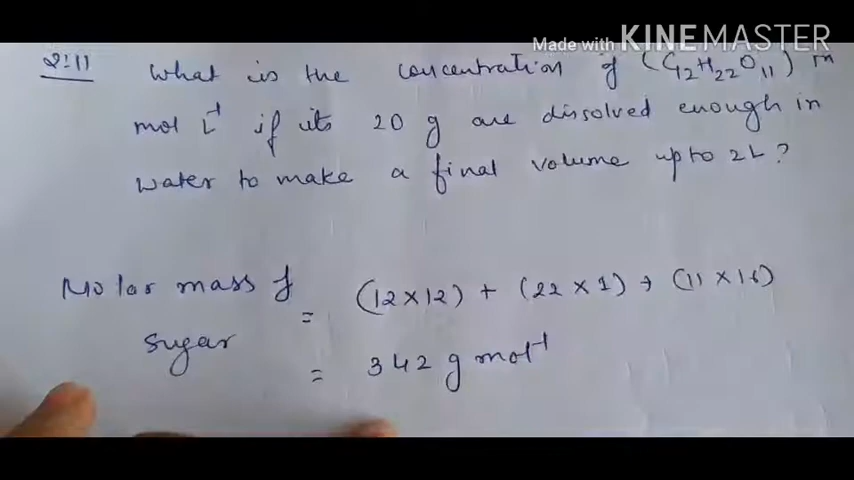 Made with KINEMASTER
Q:11 What is the concentration of (C12H22O11) in
mol L-1 if its 20 g are dissolved enough in
water to make a final volume upto 2L?
Molar mass of sugar = (12×12) + (22×1) + (11×16)
= 342 g mol-1